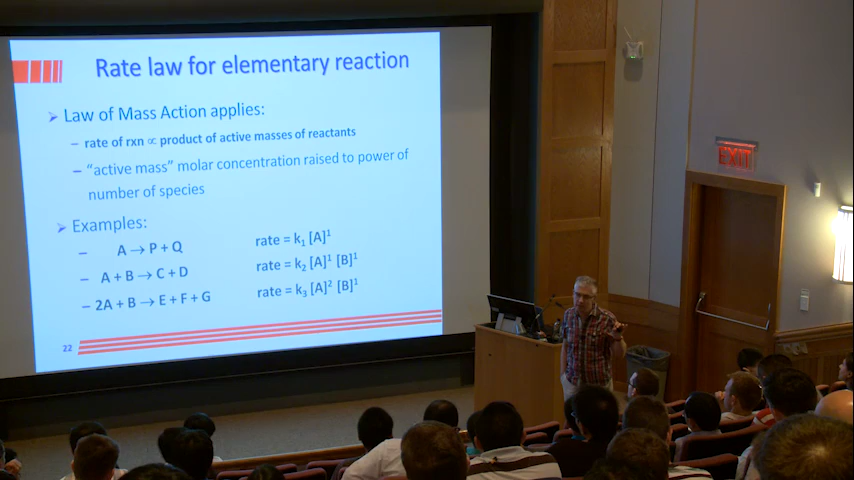 Rate law for elementary reaction
➢ Law of Mass Action applies:
– rate of rxn ∝ product of active masses of reactants
– “active mass” molar concentration raised to power of
number of species
➢ Examples:
– A → P + Q rate = k₁ [A]¹
– A + B → C + D rate = k₂ [A]¹ [B]¹
– 2A + B → E + F + G rate = k₃ [A]² [B]¹
22
EXIT